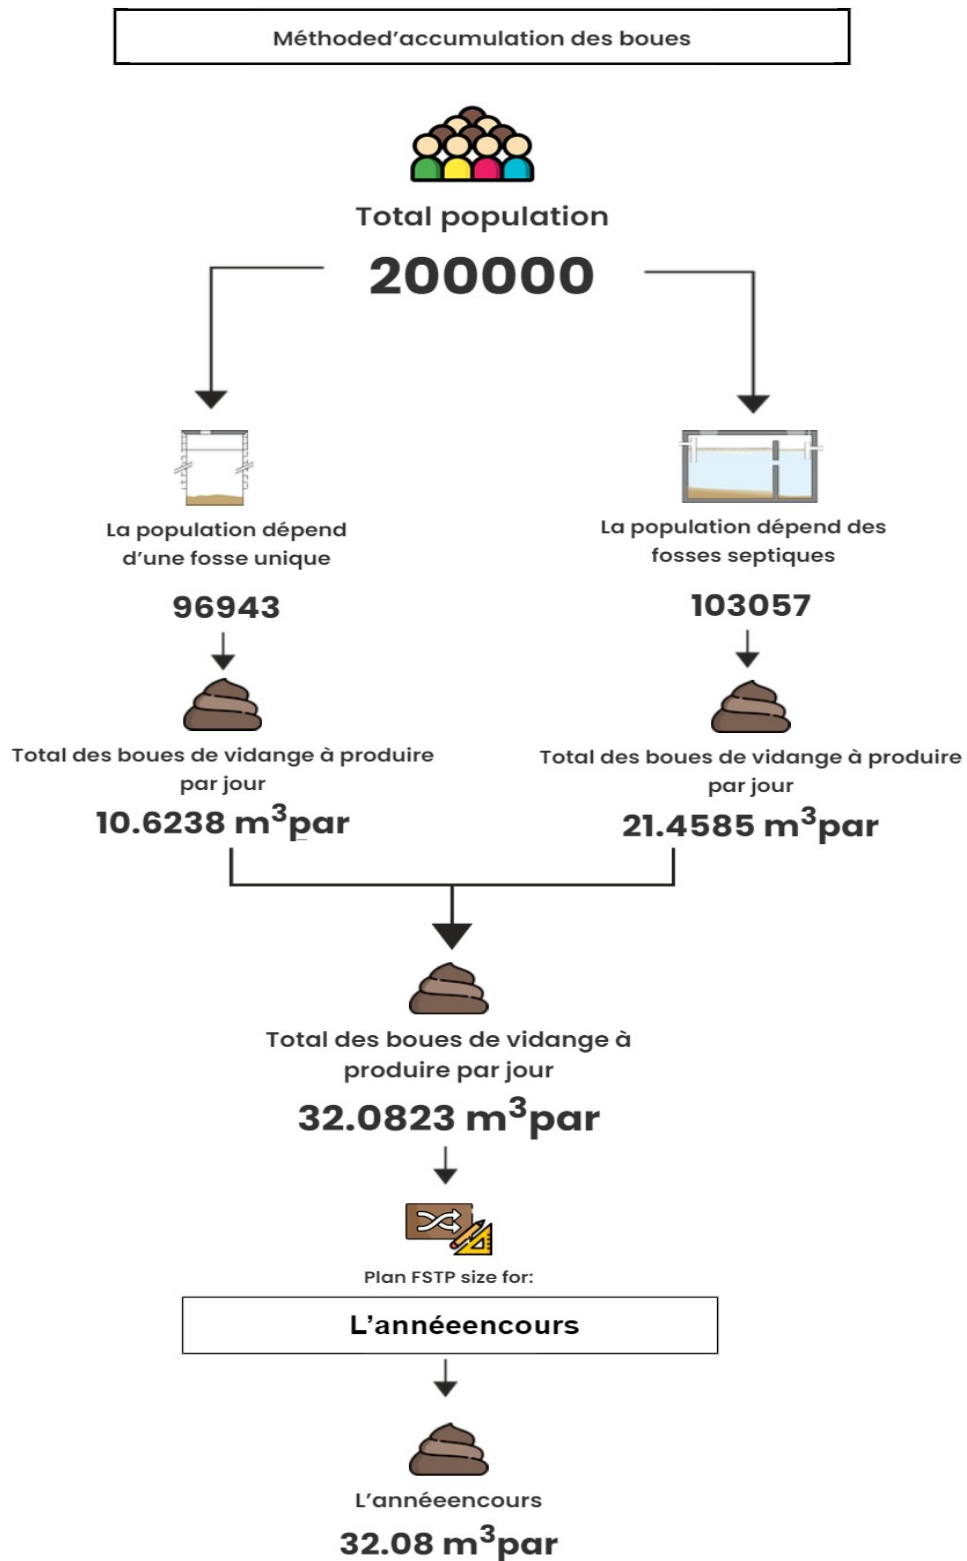 Méthoded’accumulation des boues
Total population
200000
La population dépend
d’une fosse unique
96943
La population dépend des
fosses septiques
103057
Total des boues de vidange à produire
par jour
10.6238 m³par
Total des boues de vidange à produire
par jour
21.4585 m³par
Total des boues de vidange à
produire par jour
32.0823 m³par
Plan FSTP size for:
L’annéeencours
L’annéeencours
32.08 m³par